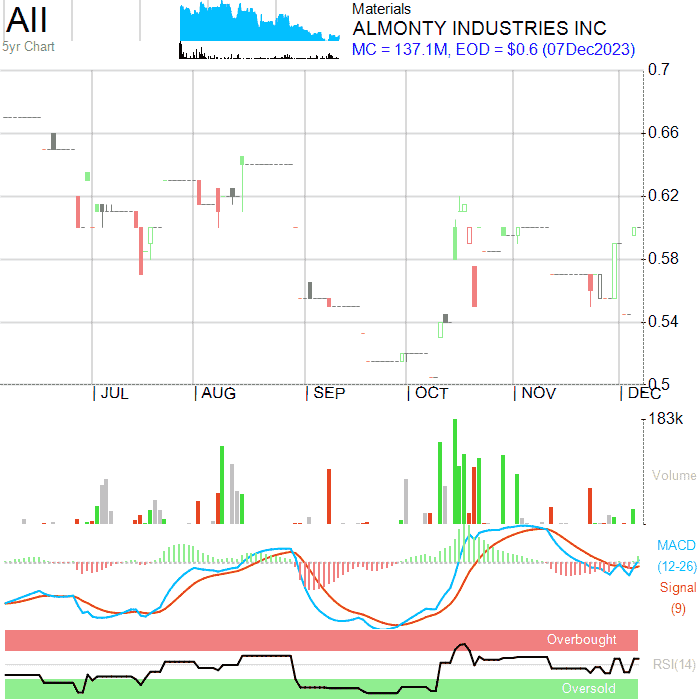 AII
5yr Chart
Materials
ALMONTY INDUSTRIES INC
MC = 137.1M, EOD = $0.6 (07Dec2023)
0.7
0.66
0.62
0.58
0.54
0.5
JUL
AUG
SEP
OCT
NOV
DEC
183k
Volume
MACD
(12-26)
Signal
(9)
Overbought
RSI(14)
Oversold